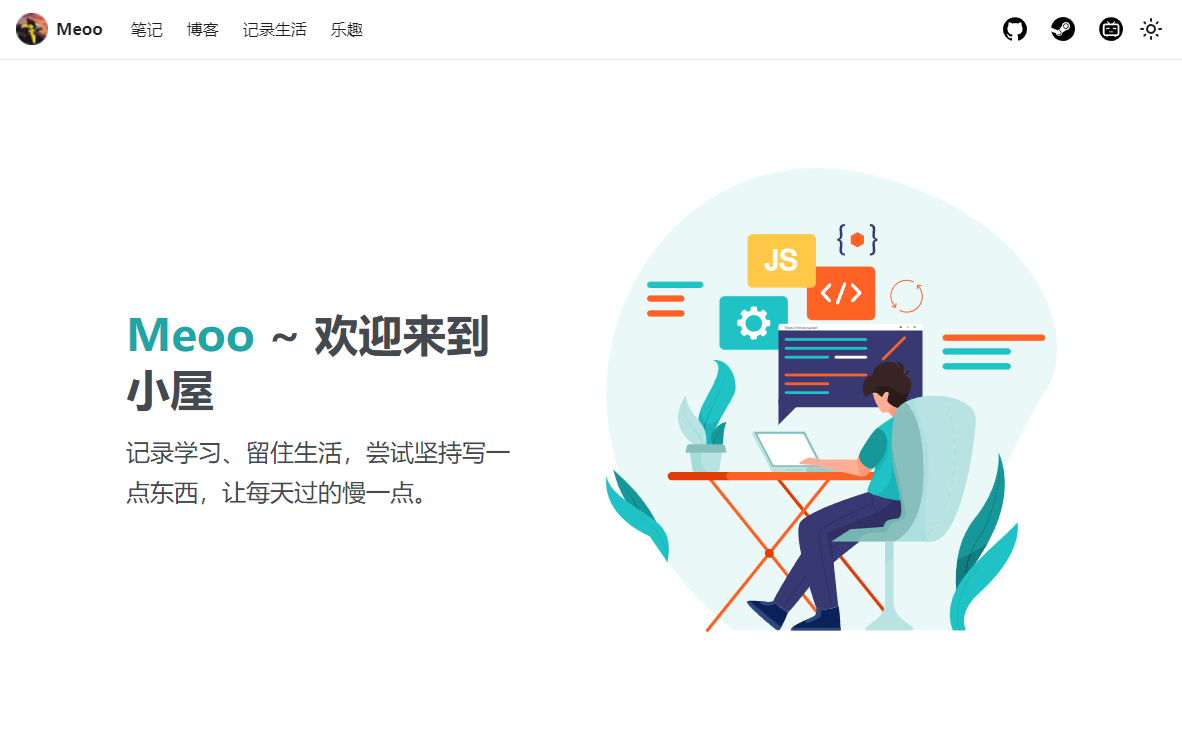 Meoo 笔记 博客 记录生活 乐趣
JS
</>
{ }
Meoo ~ 欢迎来到
小屋
记录学习、留住生活，尝试坚持写一
点东西，让每天过的慢一点。